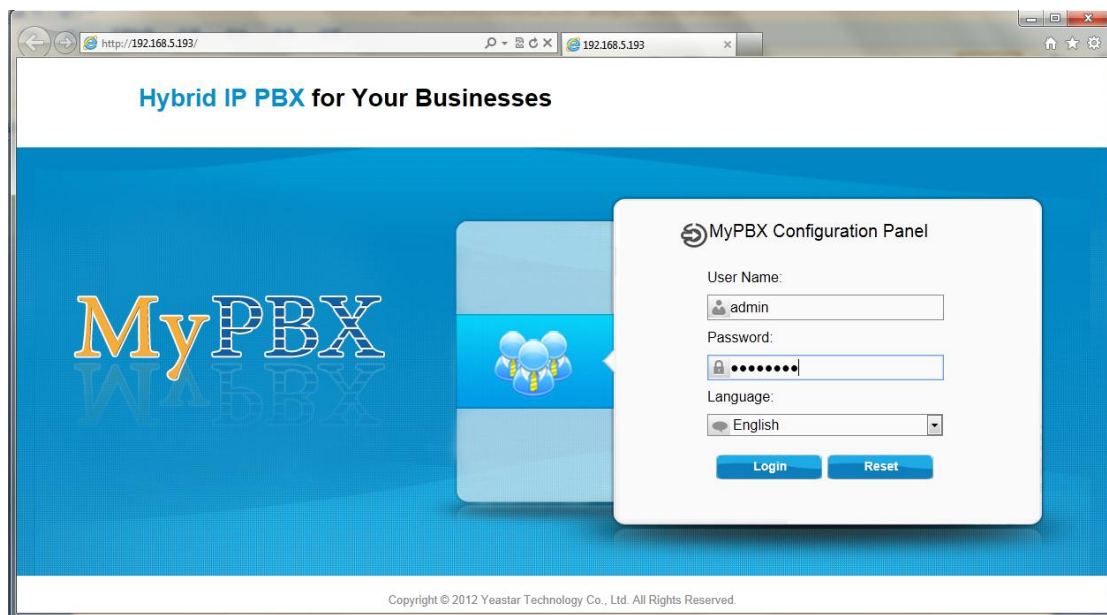 http://192.168.5.193/
192.168.5.193
Hybrid IP PBX for Your Businesses
MyPBX
MyPBX Configuration Panel
User Name:
admin
Password:
••••••••
Language:
English
Login Reset
Copyright © 2012 Yeastar Technology Co., Ltd. All Rights Reserved.